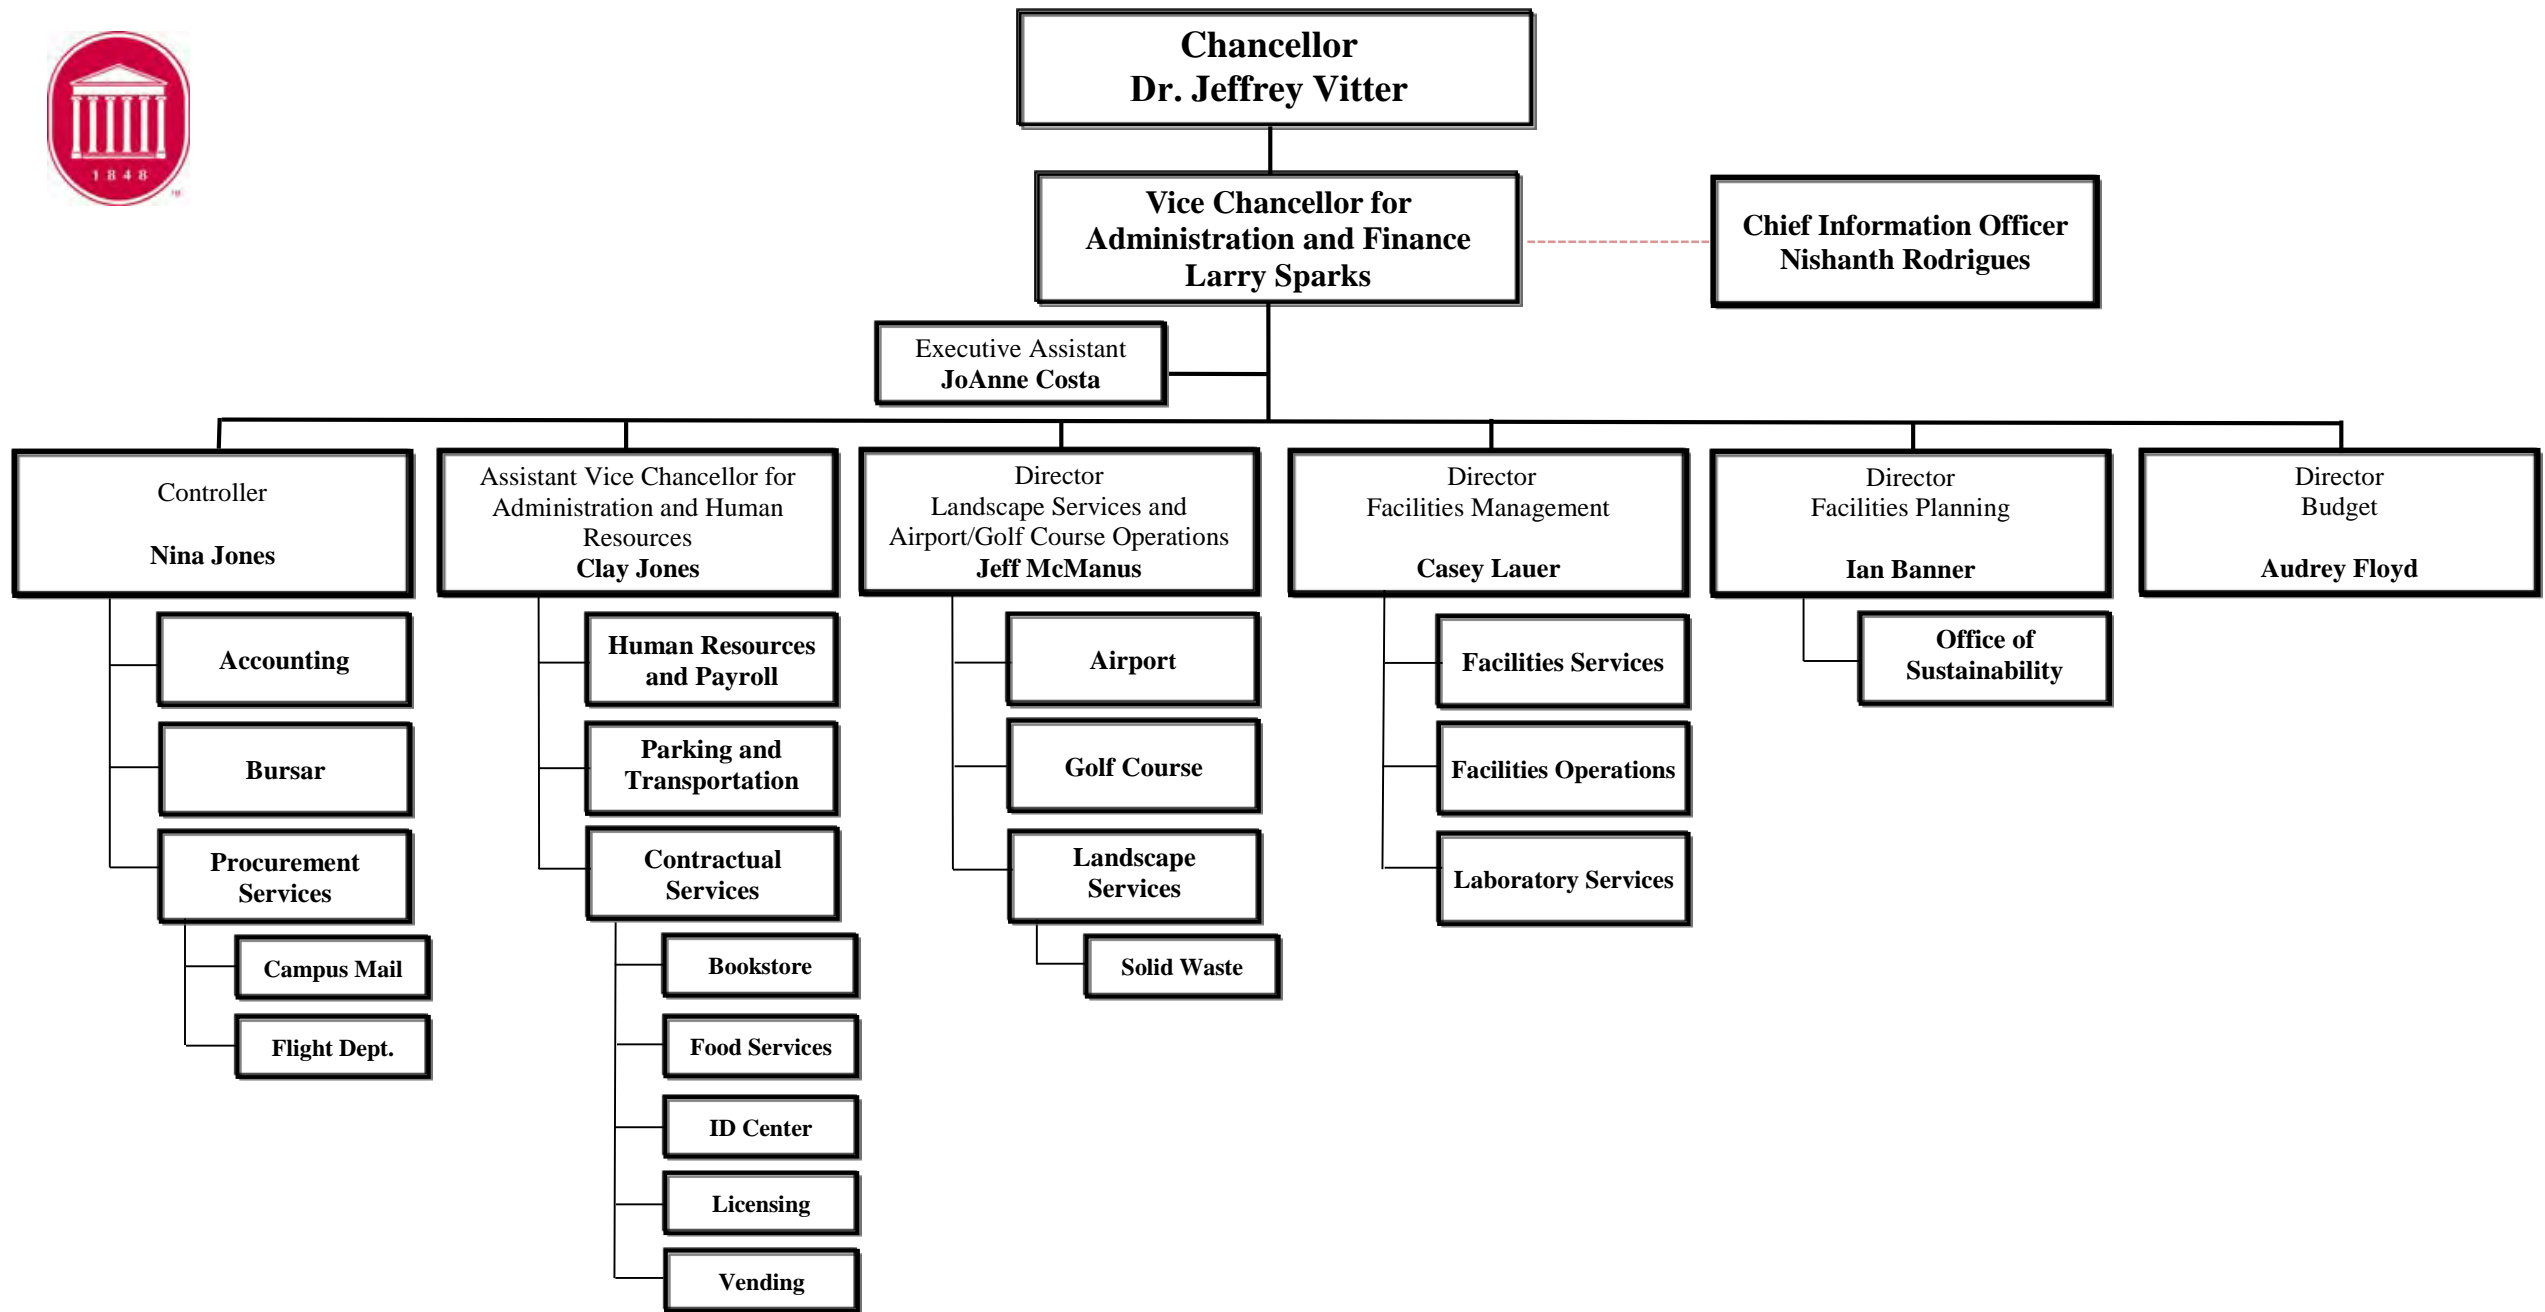 1848
Chancellor
Dr. Jeffrey Vitter
Vice Chancellor for
Administration and Finance
Larry Sparks
Chief Information Officer
Nishanth Rodrigues
Executive Assistant
JoAnne Costa
Controller
Nina Jones
Assistant Vice Chancellor for
Administration and Human
Resources
Clay Jones
Director
Landscape Services and
Airport/Golf Course Operations
Jeff McManus
Director
Facilities Management
Casey Lauer
Director
Facilities Planning
Ian Banner
Director
Budget
Audrey Floyd
Accounting
Bursar
Procurement
Services
Campus Mail
Flight Dept.
Human Resources
and Payroll
Parking and
Transportation
Contractual
Services
Bookstore
Food Services
ID Center
Licensing
Vending
Airport
Golf Course
Landscape
Services
Solid Waste
Facilities Services
Facilities Operations
Laboratory Services
Office of
Sustainability